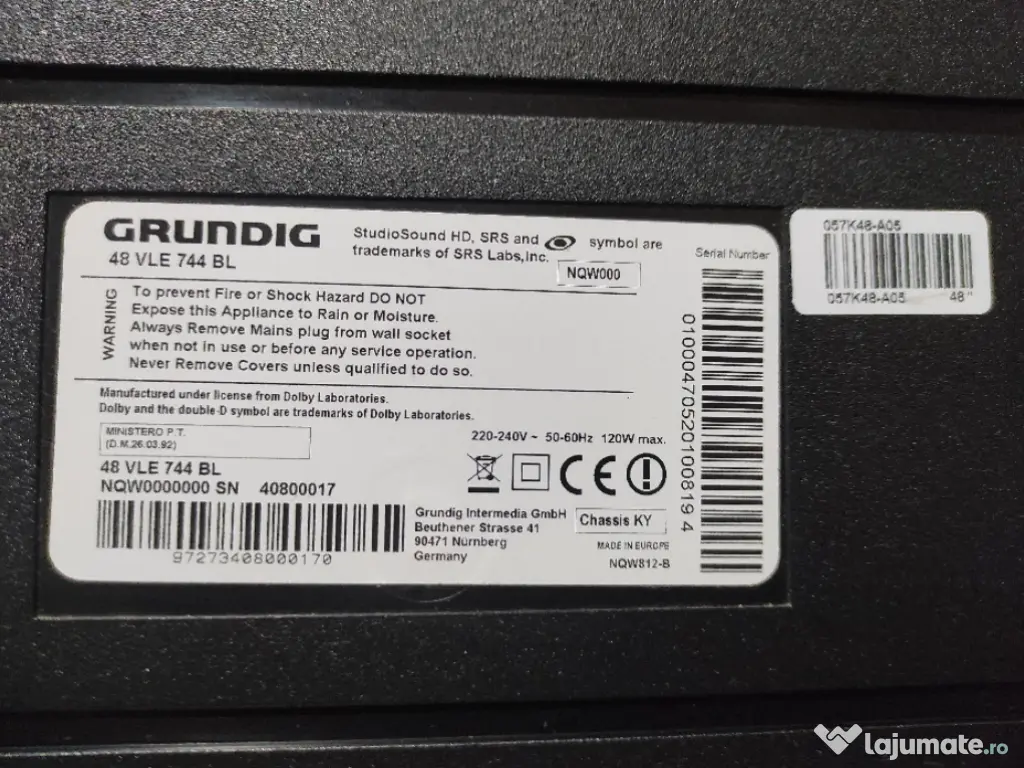 GRUNDIG
48 VLE 744 BL
StudioSound HD, SRS and symbol are
trademarks of SRS Labs,Inc.
NQW000
WARNING
To prevent Fire or Shock Hazard DO NOT
Expose this Appliance to Rain or Moisture.
Always Remove Mains plug from wall socket
when not in use or before any service operation.
Never Remove Covers unless qualified to do so.
Manufactured under license from Dolby Laboratories.
Dolby and the double-D symbol are trademarks of Dolby Laboratories.
MINISTERO P.T.
(D.M.26.03.92)
220-240V ~ 50-60Hz 120W max.
48 VLE 744 BL
NQW0000000 SN 40800017
97273408000170
CE
Grundig Intermedia GmbH
Beuthener Strasse 41
90471 Nürnberg
Germany
Chassis KY
MADE IN EUROPE
NQW812-B
Serial Number
01000470520100819 4
057K48-A05
057K48-A05 48"
lajumate.ro